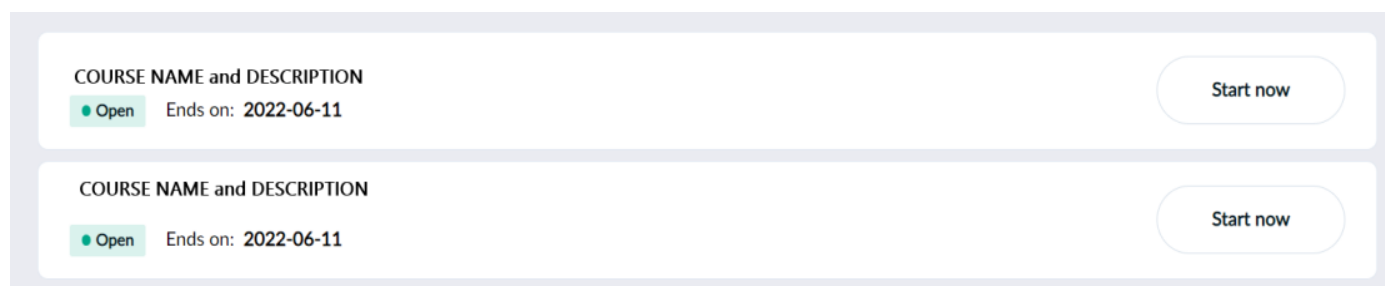 COURSE NAME and DESCRIPTION
Start now
Open Ends on: 2022-06-11
COURSE NAME and DESCRIPTION
Start now
Open Ends on: 2022-06-11